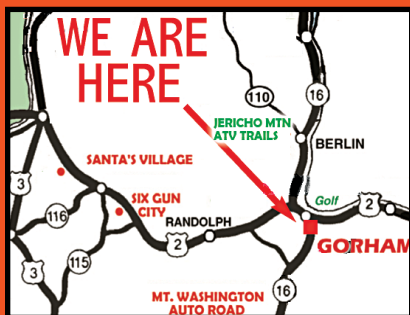 WE ARE
HERE
110
16
JERICHO MTN
ATV TRAILS
BERLIN
SANTA'S VILLAGE
3
SIX GUN
CITY
116
RANDOLPH
Golf
2
2
GORHAM
115
3
16
MT. WASHINGTON
AUTO ROAD